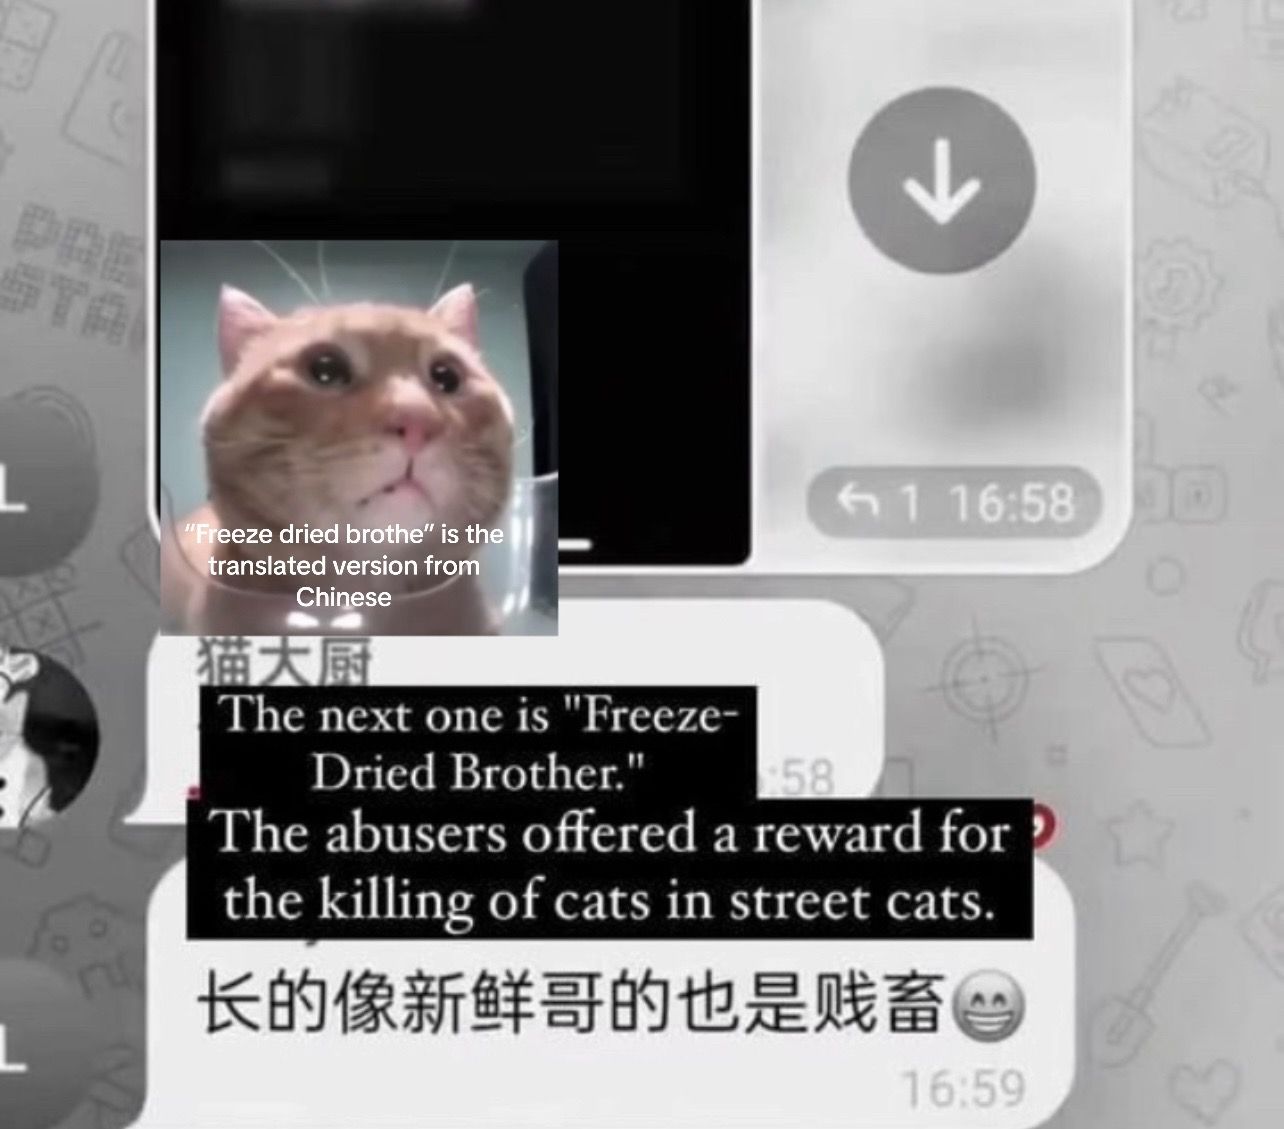 1 16:58
“Freeze dried brothe” is the
translated version from
Chinese
猫大厨
The next one is "Freeze-
Dried Brother."
:58
The abusers offered a reward for
the killing of cats in street cats.
长的像新鲜哥的也是贱畜😁
16:59